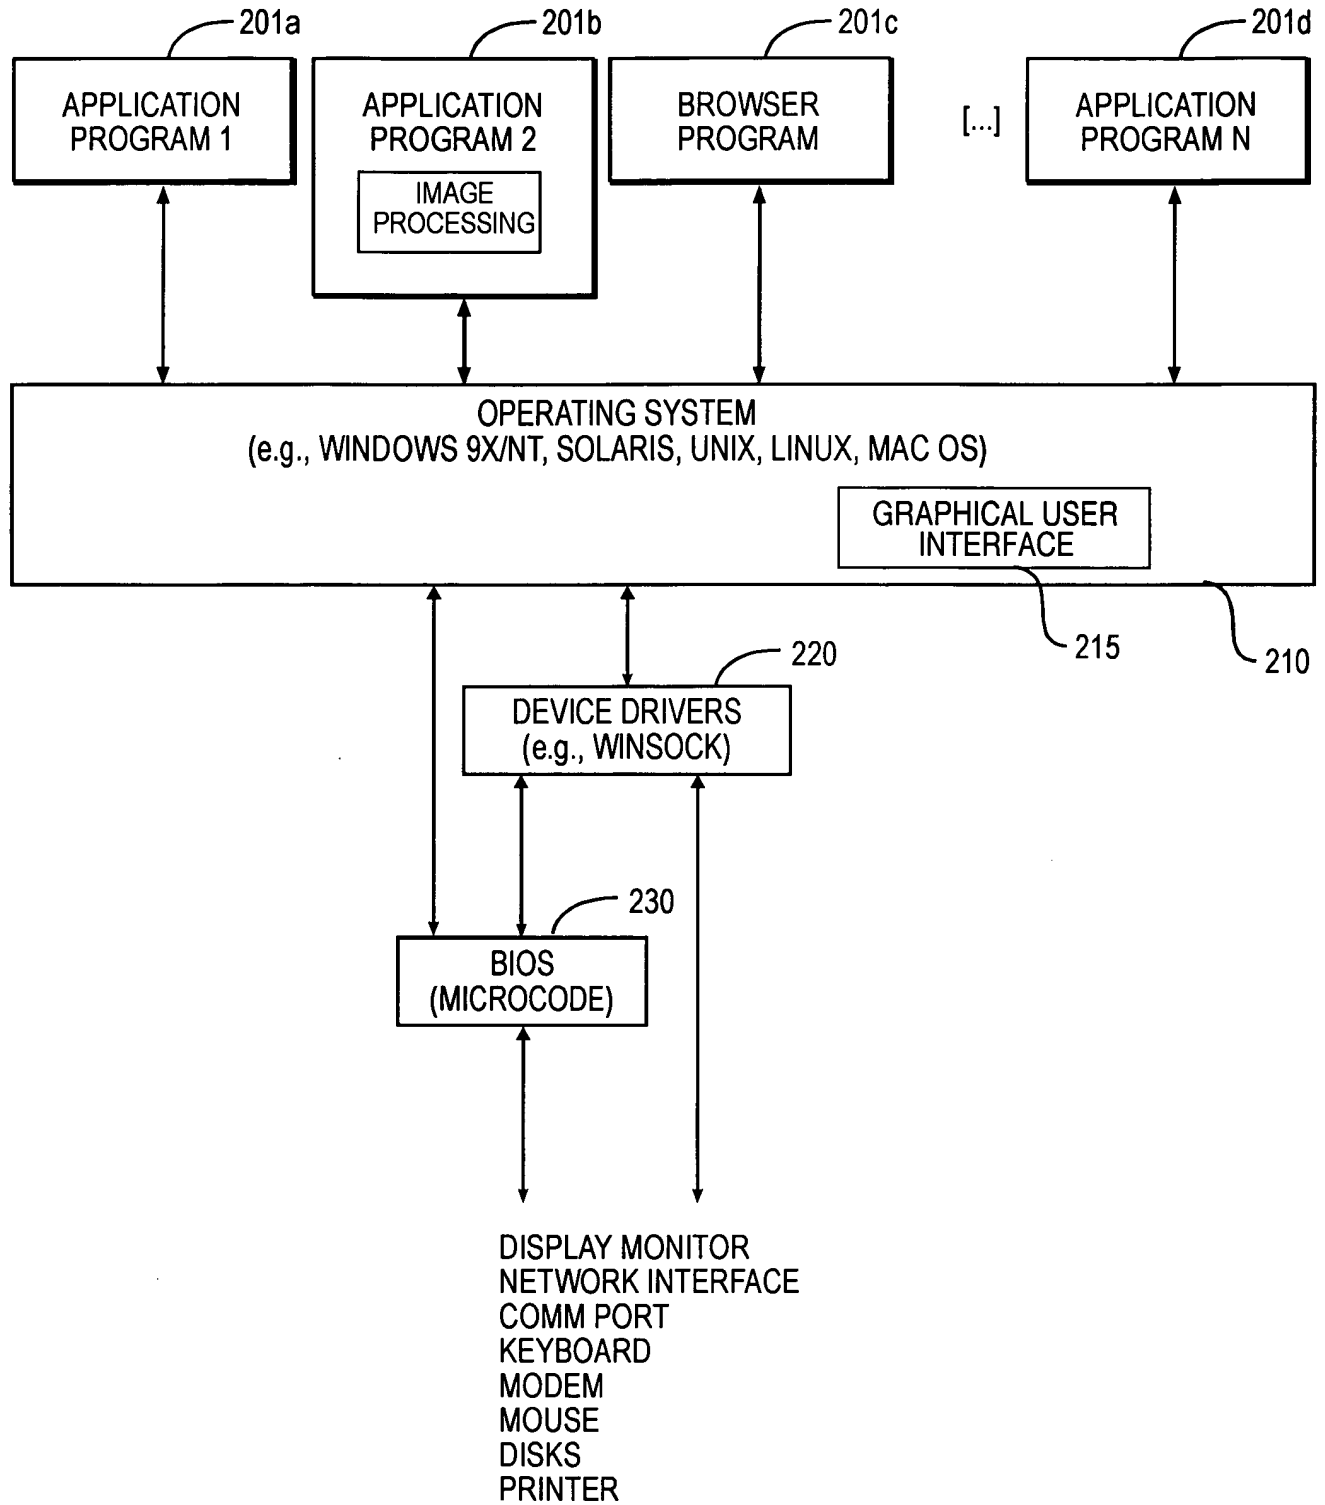 201a
201b
201c
201d
APPLICATION
PROGRAM 1
APPLICATION
PROGRAM 2
IMAGE
PROCESSING
BROWSER
PROGRAM
[...]
APPLICATION
PROGRAM N
OPERATING SYSTEM
(e.g., WINDOWS 9X/NT, SOLARIS, UNIX, LINUX, MAC OS)
GRAPHICAL USER
INTERFACE
215
210
220
DEVICE DRIVERS
(e.g., WINSOCK)
230
BIOS
(MICROCODE)
DISPLAY MONITOR
NETWORK INTERFACE
COMM PORT
KEYBOARD
MODEM
MOUSE
DISKS
PRINTER